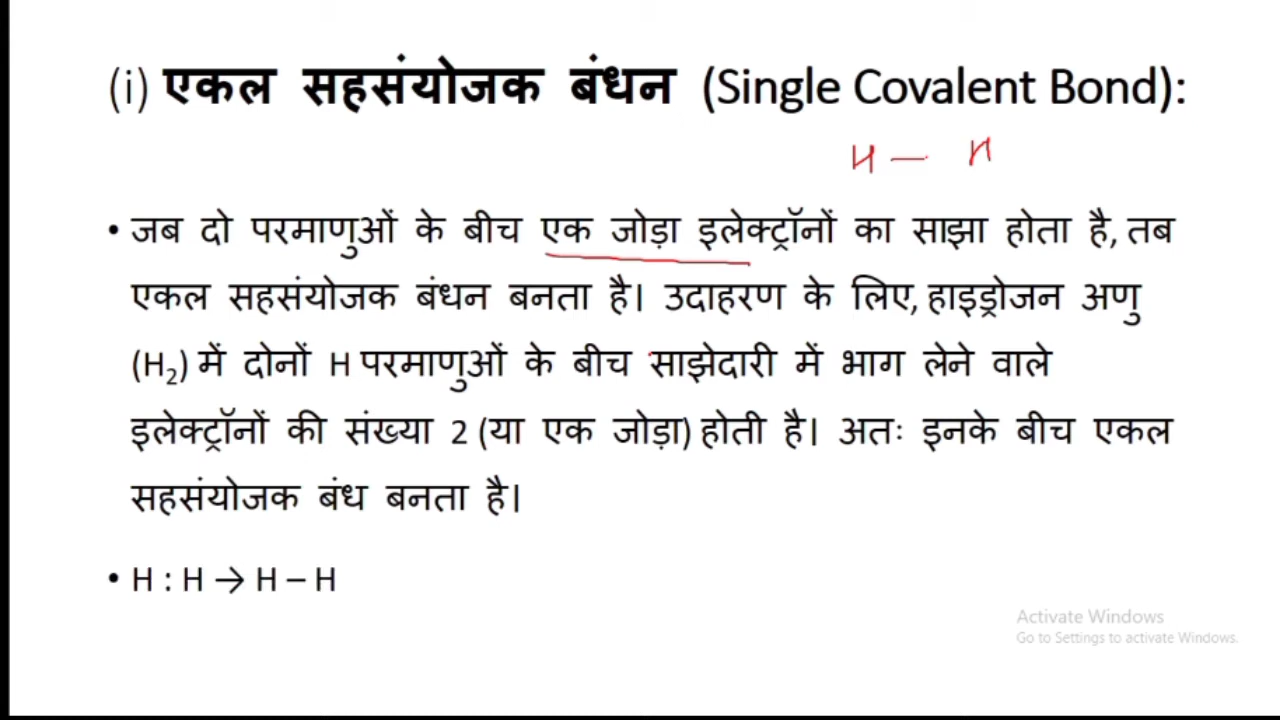 (i) एकल सहसंयोजक बंधन (Single Covalent Bond):
H — H
• जब दो परमाणुओं के बीच एक जोड़ा इलेक्ट्रॉनों का साझा होता है, तब
एकल सहसंयोजक बंधन बनता है। उदाहरण के लिए, हाइड्रोजन अणु
(H₂) में दोनों H परमाणुओं के बीच साझेदारी में भाग लेने वाले
इलेक्ट्रॉनों की संख्या 2 (या एक जोड़ा) होती है। अतः इनके बीच एकल
सहसंयोजक बंध बनता है।
• H : H → H – H
Activate Windows
Go to Settings to activate Windows.